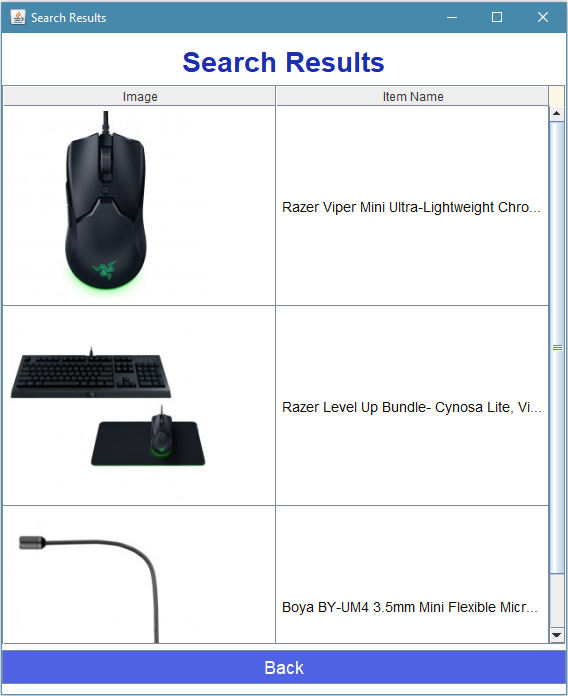 Search Results
Search Results
Image Item Name
Razer Viper Mini Ultra-Lightweight Chro...
Razer Level Up Bundle- Cynosa Lite, Vi...
Boya BY-UM4 3.5mm Mini Flexible Micr...
Back